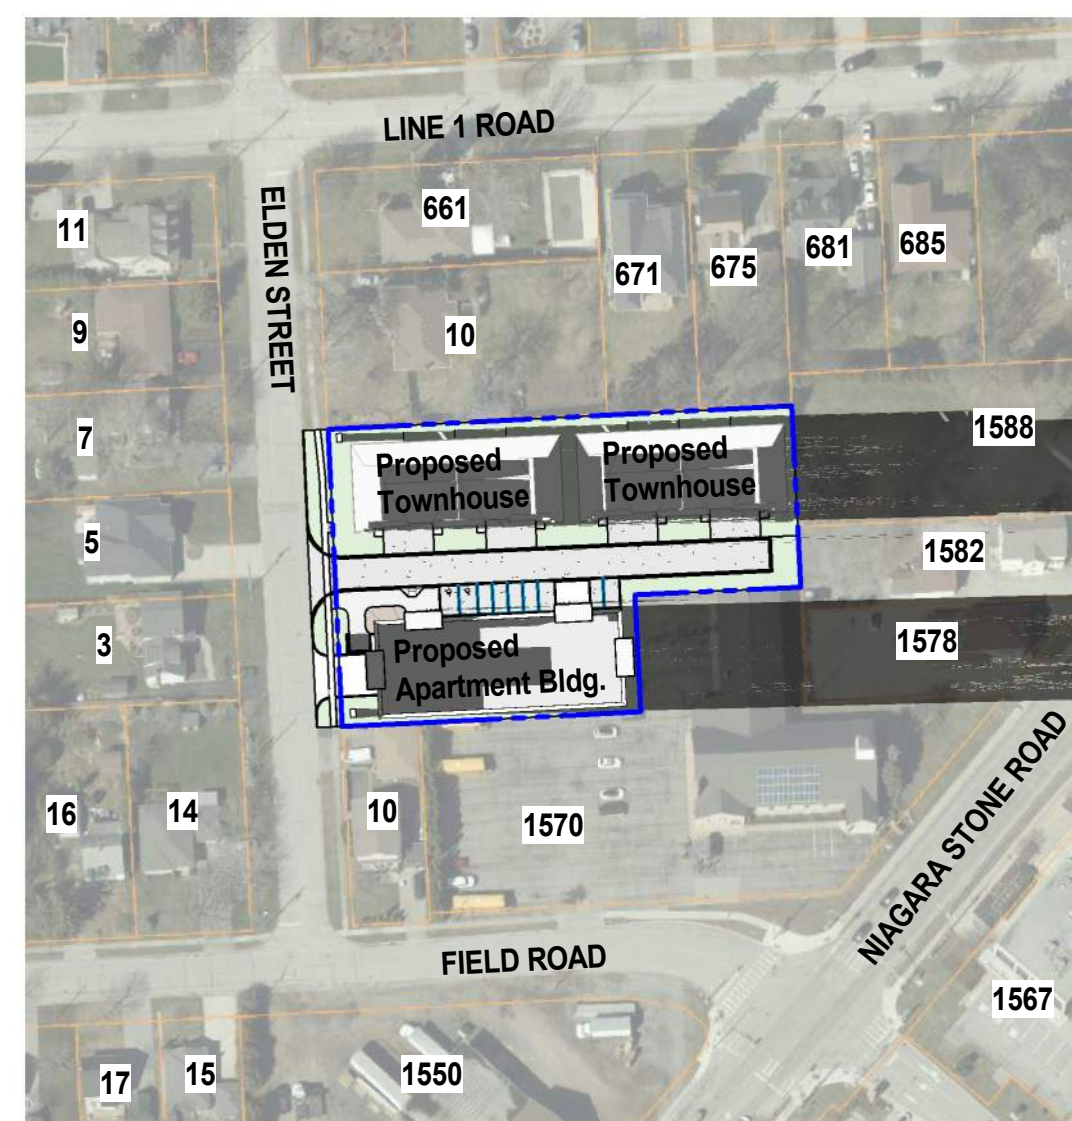 LINE 1 ROAD
ELDEN STREET
661
11
671
675
681
685
9
10
7
1588
Proposed
Townhouse
Proposed
Townhouse
5
1582
3
1578
Proposed
Apartment Bldg.
NIAGARA STONE ROAD
16
14
10
1570
FIELD ROAD
1567
17
15
1550